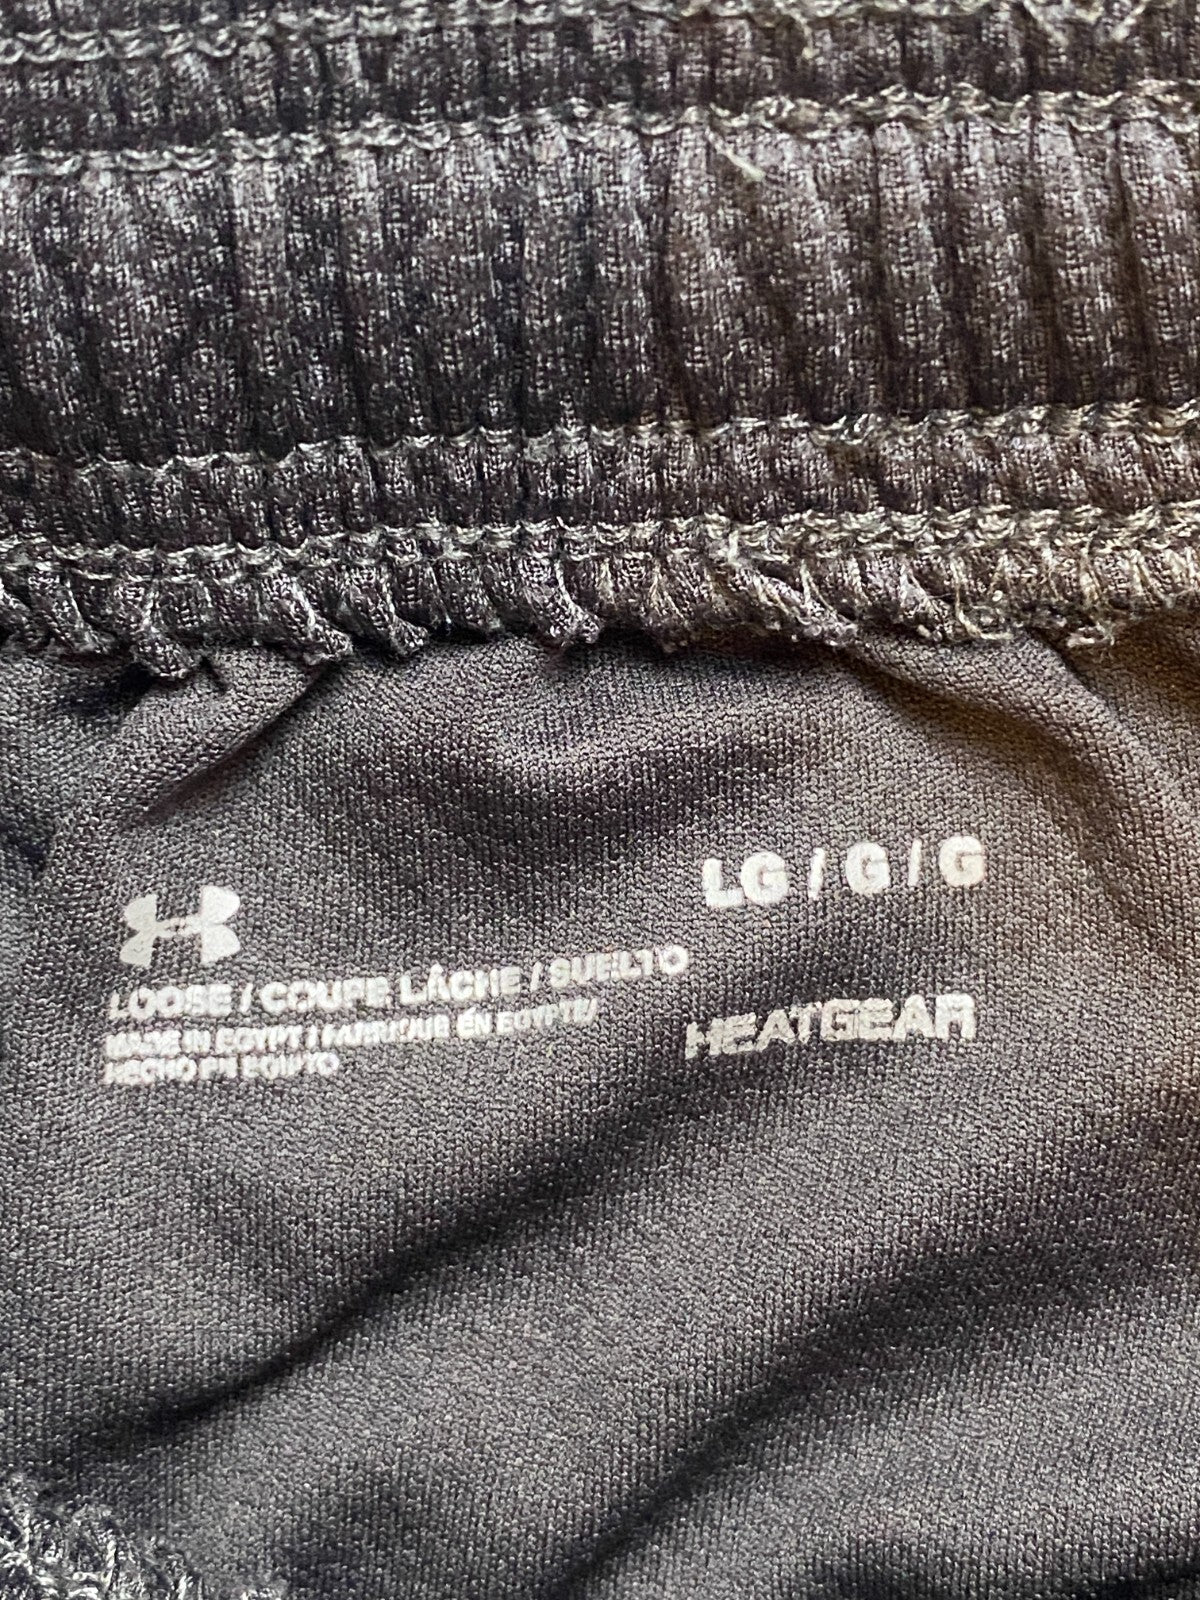 LG / G / G
LOOSE / COUPE LÂCHE / SUELTO
MADE IN EGYPT / FABRIQUÉ EN EGYPTE/
HECHO EN EGIPTO
HEATGEAR